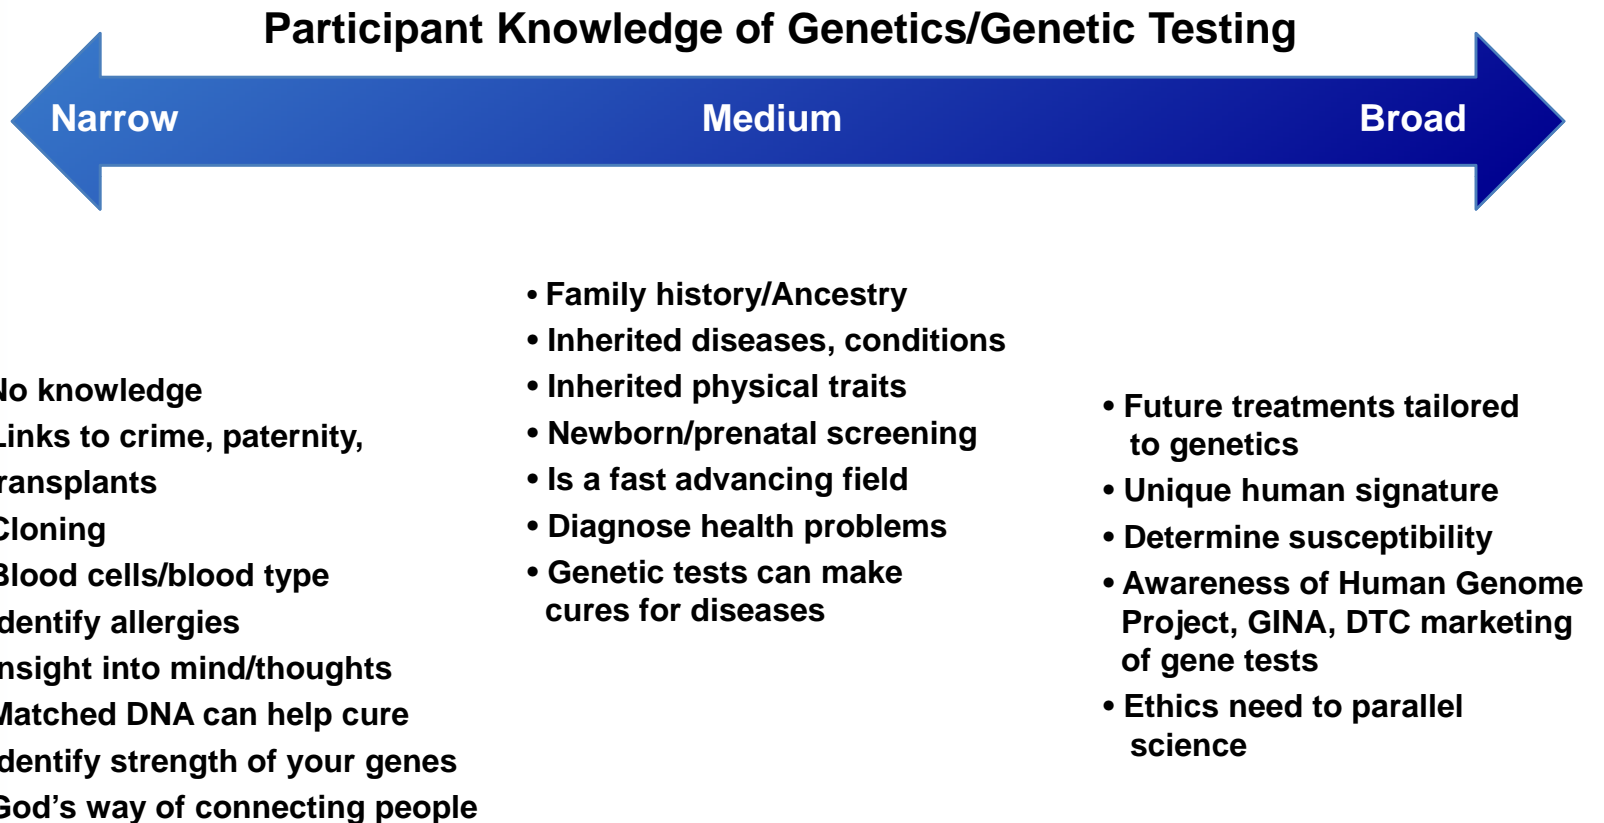 Participant Knowledge of Genetics/Genetic Testing
Narrow
Medium
Broad
No knowledge
Links to crime, paternity,
ransplants
Cloning
Blood cells/blood type
dentify allergies
nsight into mind/thoughts
Matched DNA can help cure
dentify strength of your genes
God’s way of connecting people
• Family history/Ancestry
• Inherited diseases, conditions
• Inherited physical traits
• Newborn/prenatal screening
• Is a fast advancing field
• Diagnose health problems
• Genetic tests can make
cures for diseases
• Future treatments tailored
to genetics
• Unique human signature
• Determine susceptibility
• Awareness of Human Genome
Project, GINA, DTC marketing
of gene tests
• Ethics need to parallel
science